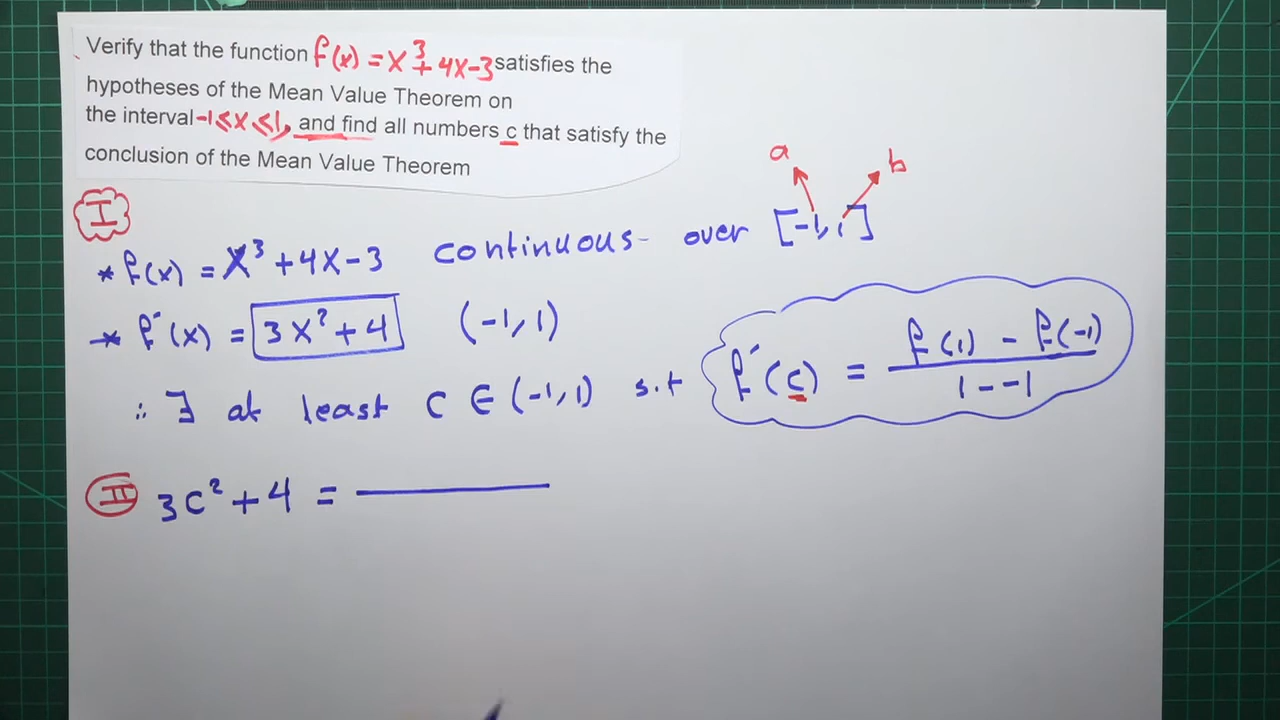 Verify that the function f(x) = x³ + 4x - 3 satisfies the
hypotheses of the Mean Value Theorem on
the interval -1 ≤ x ≤ 1, and find all numbers c that satisfy the
conclusion of the Mean Value Theorem
a b
I
* f(x) = x³ + 4x - 3 continuous over [-1, 1]
* f'(x) = 3x² + 4 (-1, 1)
∴ ∃ at least c ∈ (-1, 1) s.t f'(c) = f(1) - f(-1) / 1 - -1
II 3c² + 4 =